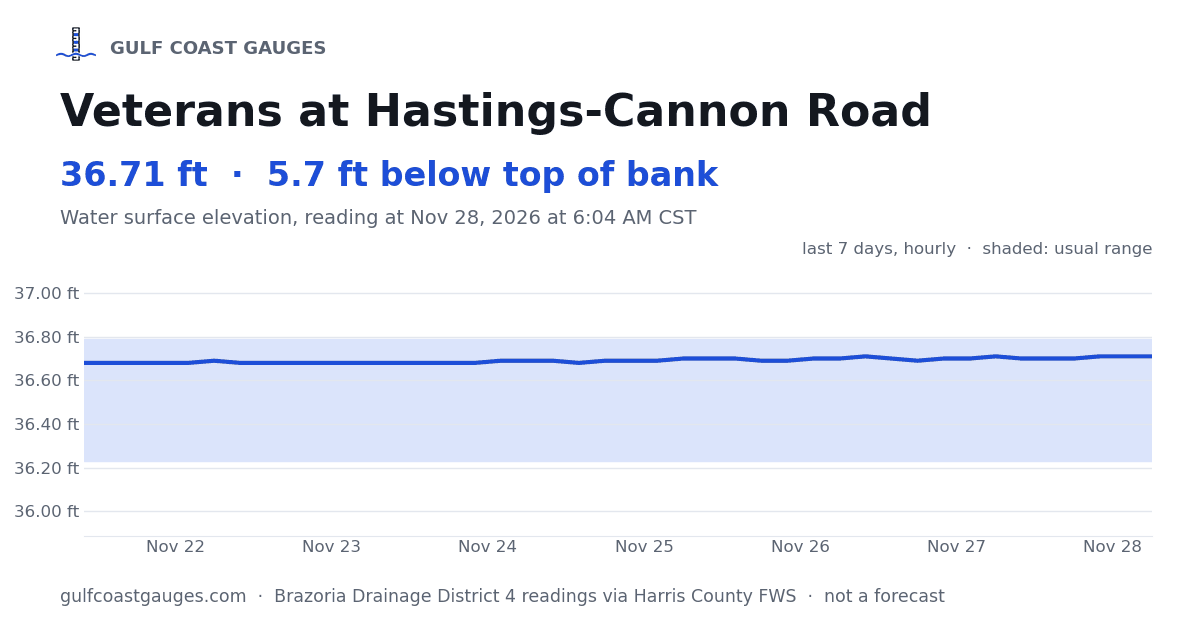 GULF COAST GAUGES
Veterans at Hastings-Cannon Road
36.71 ft · 5.7 ft below top of bank
Water surface elevation, reading at Nov 28, 2026 at 6:04 AM CST
last 7 days, hourly · shaded: usual range
37.00 ft
36.80 ft
36.60 ft
36.40 ft
36.20 ft
36.00 ft
Nov 22 Nov 23 Nov 24 Nov 25 Nov 26 Nov 27 Nov 28
gulfcoastgauges.com · Brazoria Drainage District 4 readings via Harris County FWS · not a forecast